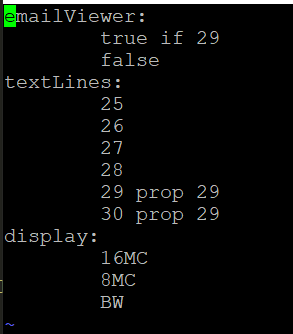 emailViewer:
true if 29
false
textLines:
25
26
27
28
29 prop 29
30 prop 29
display:
16MC
8MC
BW
~